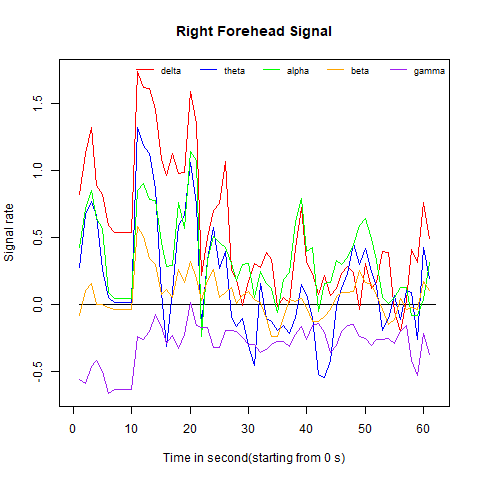 Right Forehead Signal
delta theta alpha beta gamma
Signal rate
1.5
1.0
0.5
0.0
-0.5
0 10 20 30 40 50 60
Time in second(starting from 0 s)